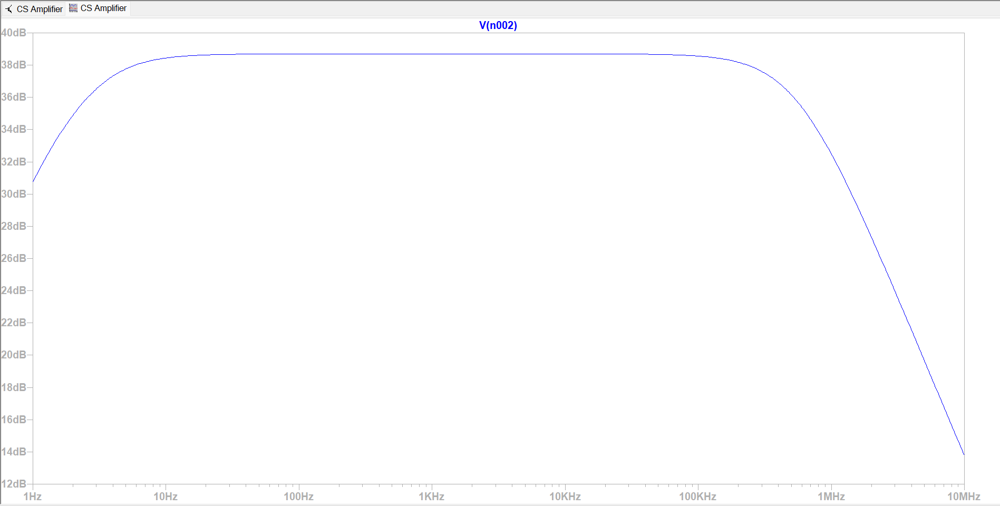 CS Amplifier CS Amplifier
V(n002)
40dB
38dB
36dB
34dB
32dB
30dB
28dB
26dB
24dB
22dB
20dB
18dB
16dB
14dB
12dB
1Hz 10Hz 100Hz 1KHz 10KHz 100KHz 1MHz 10MHz